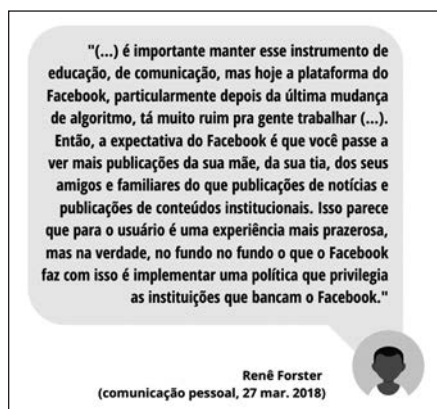 "(...) é importante manter esse instrumento de
educação, de comunicação, mas hoje a plataforma do
Facebook, particularmente depois da última mudança
de algoritmo, tá muito ruim pra gente trabalhar (...).
Então, a expectativa do Facebook é que você passe a
ver mais publicações da sua mãe, da sua tia, dos seus
amigos e familiares do que publicações de notícias e
publicações de conteúdos institucionais. Isso parece
que para o usuário é uma experiência mais prazerosa,
mas na verdade, no fundo no fundo o que o Facebook
faz com isso é implementar uma política que privilegia
as instituições que bancam o Facebook."
Renê Forster
(comunicação pessoal, 27 mar. 2018)